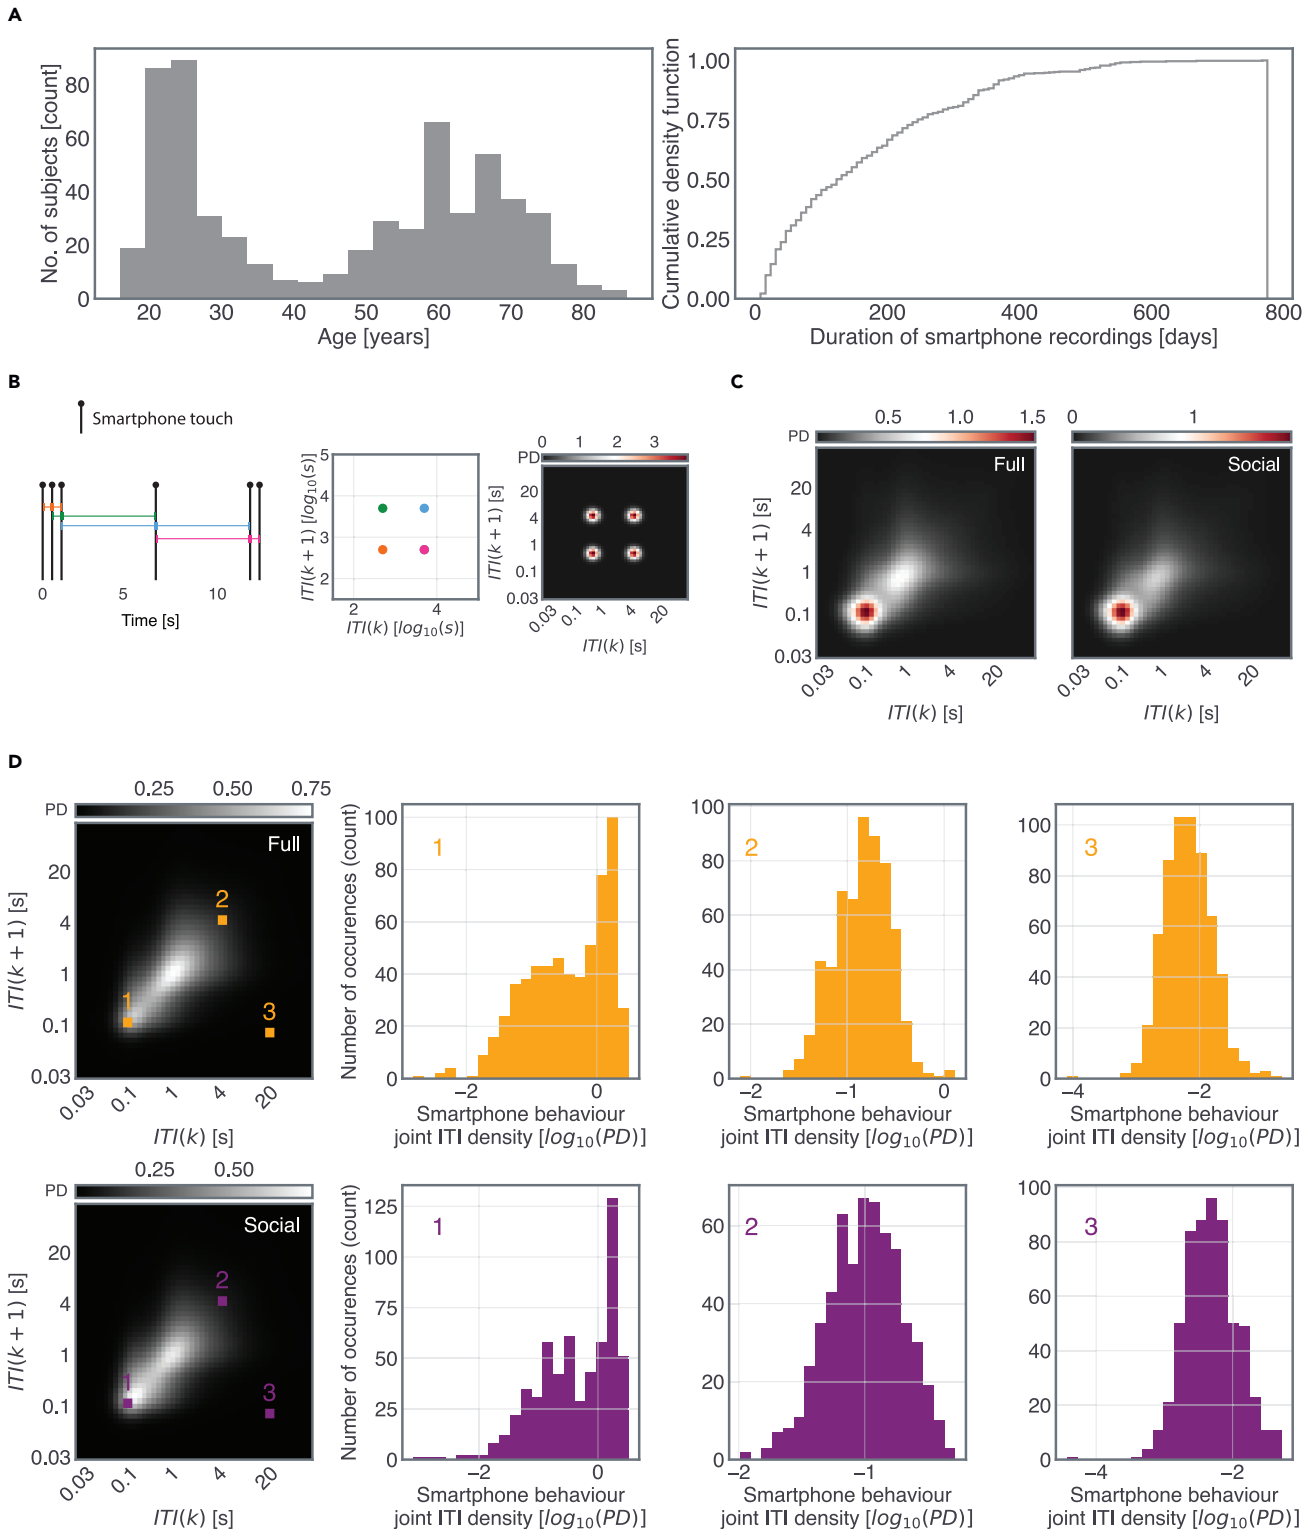 A
No. of subjects [count]
80
60
40
20
0
20 30 40 50 60 70 80
Age [years]
Cumulative density function
1.00
0.75
0.50
0.25
0.00
0 200 400 600 800
Duration of smartphone recordings [days]
B
Smartphone touch
0 5 10
Time [s]
ITI(k + 1) [log10(s)]
5
4
3
2
2 4
ITI(k) [log10(s)]
0 1 2 3
PD
ITI(k + 1) [s]
20
4
1
0.1
0.03
0.03 0.1 1 4 20
ITI(k) [s]
C
0.5 1.0 1.5
PD
Full
ITI(k + 1) [s]
20
4
1
0.1
0.03
0.03 0.1 1 4 20
ITI(k) [s]
0 1
Social
0.03 0.1 1 4 20
ITI(k) [s]
D
0.25 0.50 0.75
PD
Full
ITI(k + 1) [s]
20
4
1
0.1
0.03
1
2
3
0.03 0.1 1 4 20
ITI(k) [s]
Number of occurences (count)
100
80
60
40
20
0
1
−2 0
Smartphone behaviour
joint ITI density [log10(PD)]
100
80
60
40
20
0
2
−2 −1 0
Smartphone behaviour
joint ITI density [log10(PD)]
100
80
60
40
20
0
3
−4 −2
Smartphone behaviour
joint ITI density [log10(PD)]
0.25 0.50
PD
Social
ITI(k + 1) [s]
20
4
1
0.1
0.03
1
2
3
0.03 0.1 1 4 20
ITI(k) [s]
Number of occurences (count)
125
100
75
50
25
0
1
−2 0
Smartphone behaviour
joint ITI density [log10(PD)]
60
40
20
0
2
−2 −1
Smartphone behaviour
joint ITI density [log10(PD)]
100
80
60
40
20
0
3
−4 −2
Smartphone behaviour
joint ITI density [log10(PD)]